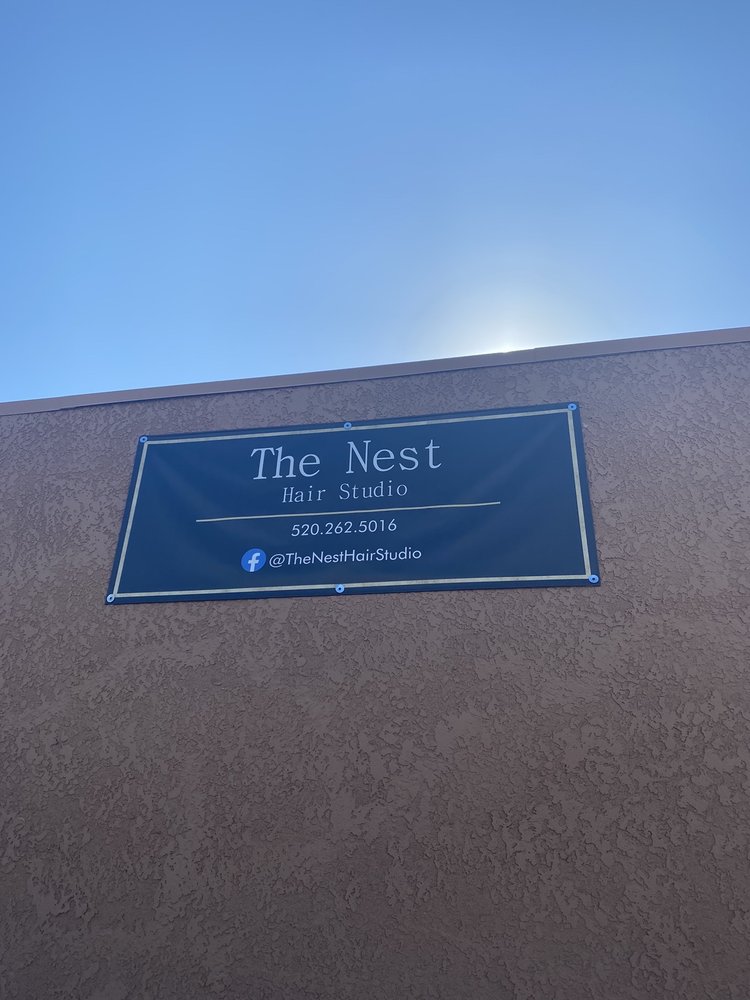 The Nest
Hair Studio
520.262.5016
@TheNestHairStudio